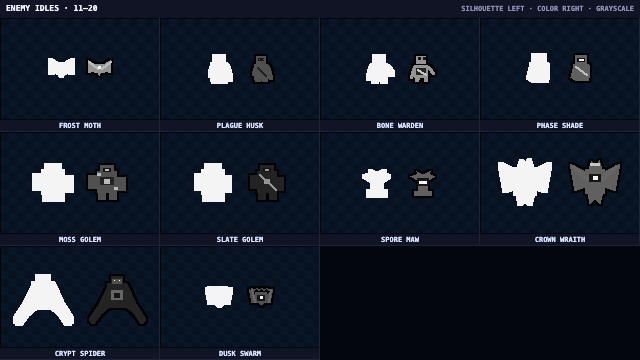 ENEMY IDLES · 11–20
SILHOUETTE LEFT · COLOR RIGHT · GRAYSCALE
FROST MOTH
PLAGUE HUSK
BONE WARDEN
PHASE SHADE
MOSS GOLEM
SLATE GOLEM
SPORE MAW
CROWN WRAITH
CRYPT SPIDER
DUSK SWARM